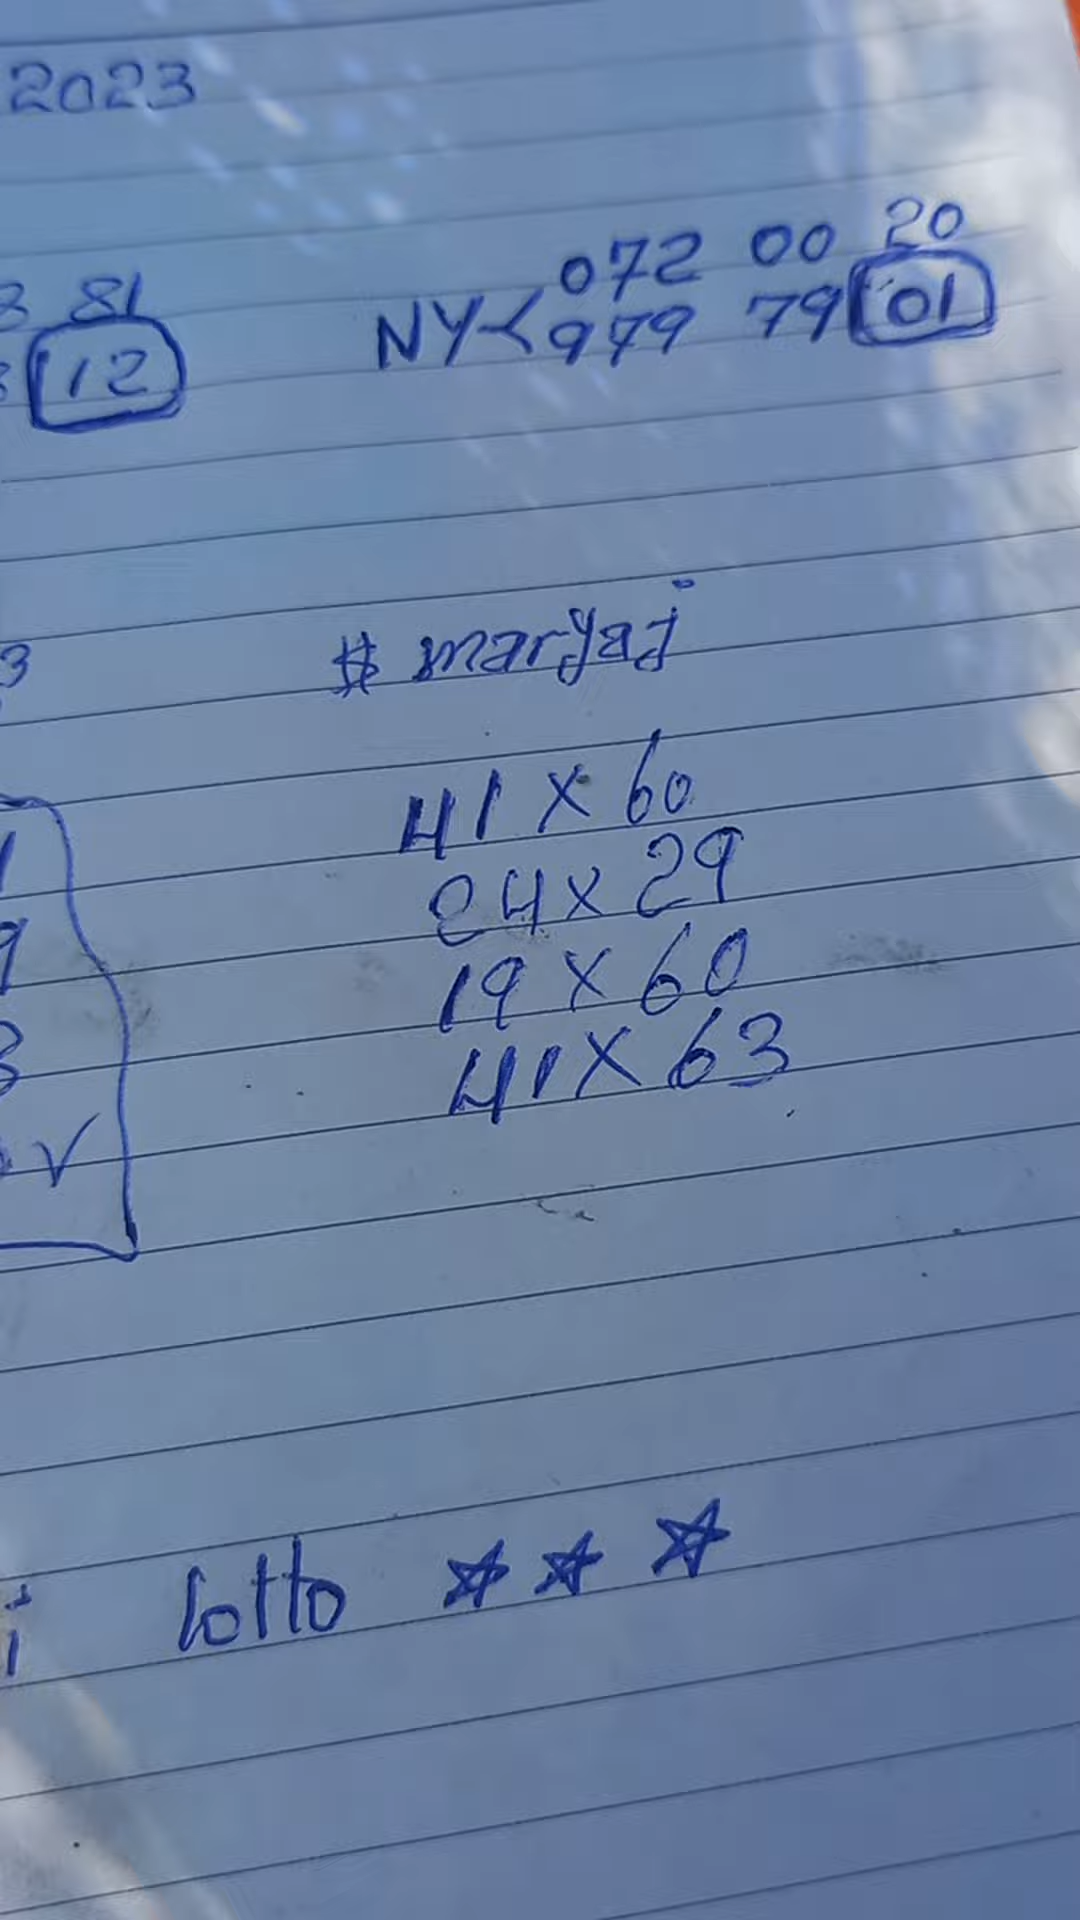 2023
81
NY < 072 00 20
12
979 79 01
3
# maryaj
41 x 60
24 x 29
19 x 60
41 x 63
lotto ☆ ☆ ☆